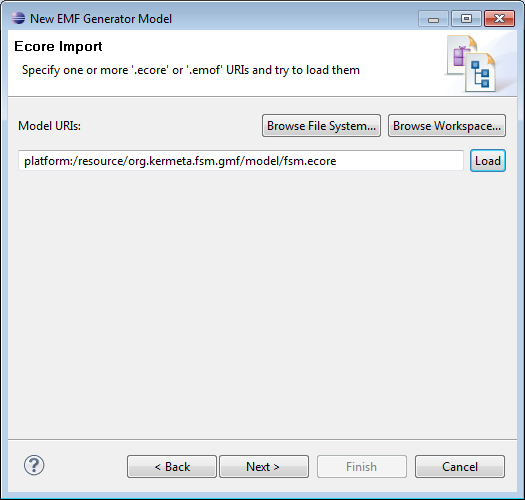 New EMF Generator Model
Ecore Import
Specify one or more '.ecore' or '.emof' URIs and try to load them
Model URIs:
Browse File System...
Browse Workspace...
platform:/resource/org.kermeta.fsm.gmf/model/fsm.ecore
Load
?
< Back
Next >
Finish
Cancel